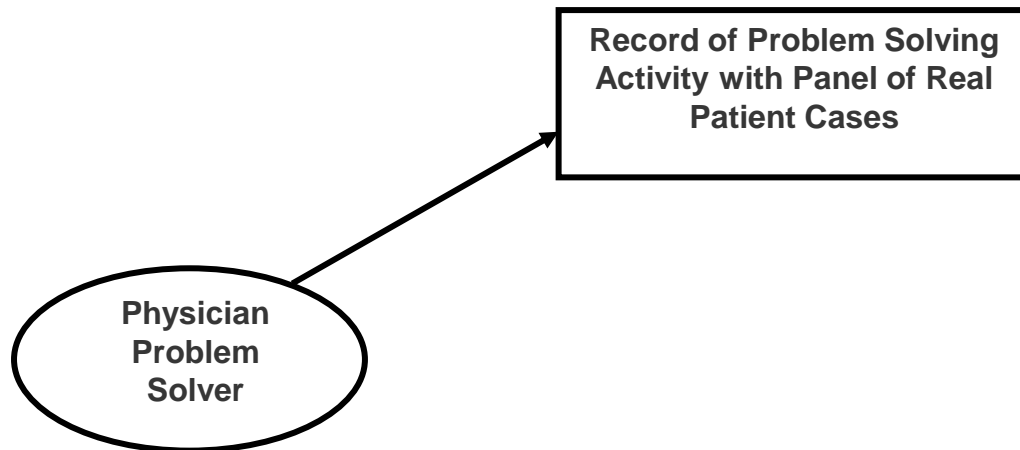 Record of Problem Solving
Activity with Panel of Real
Patient Cases
Physician
Problem
Solver